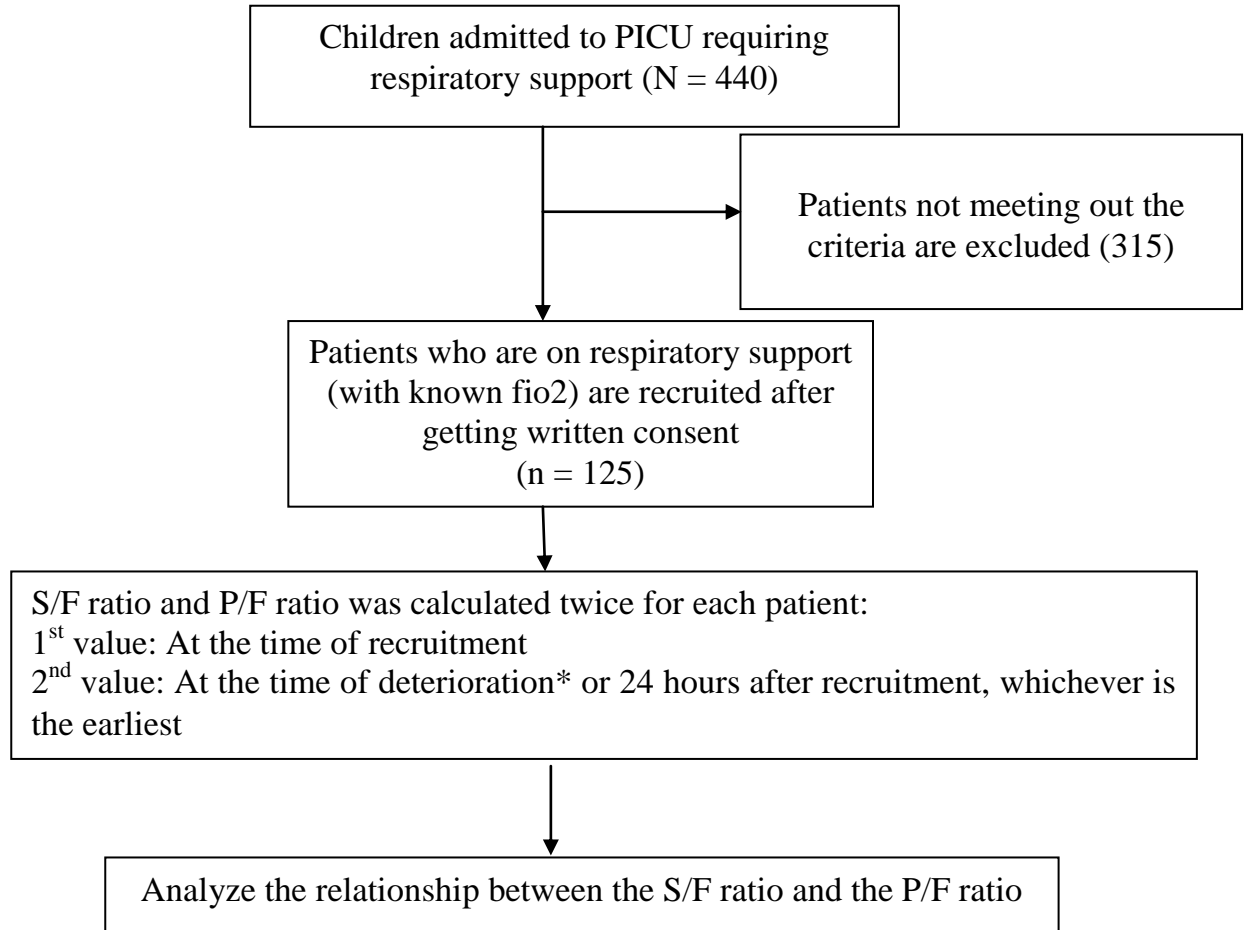 Children admitted to PICU requiring
respiratory support (N = 440)
Patients not meeting out the
criteria are excluded (315)
Patients who are on respiratory support
(with known fio2) are recruited after
getting written consent
(n = 125)
S/F ratio and P/F ratio was calculated twice for each patient:
1st value: At the time of recruitment
2nd value: At the time of deterioration* or 24 hours after recruitment, whichever is
the earliest
Analyze the relationship between the S/F ratio and the P/F ratio